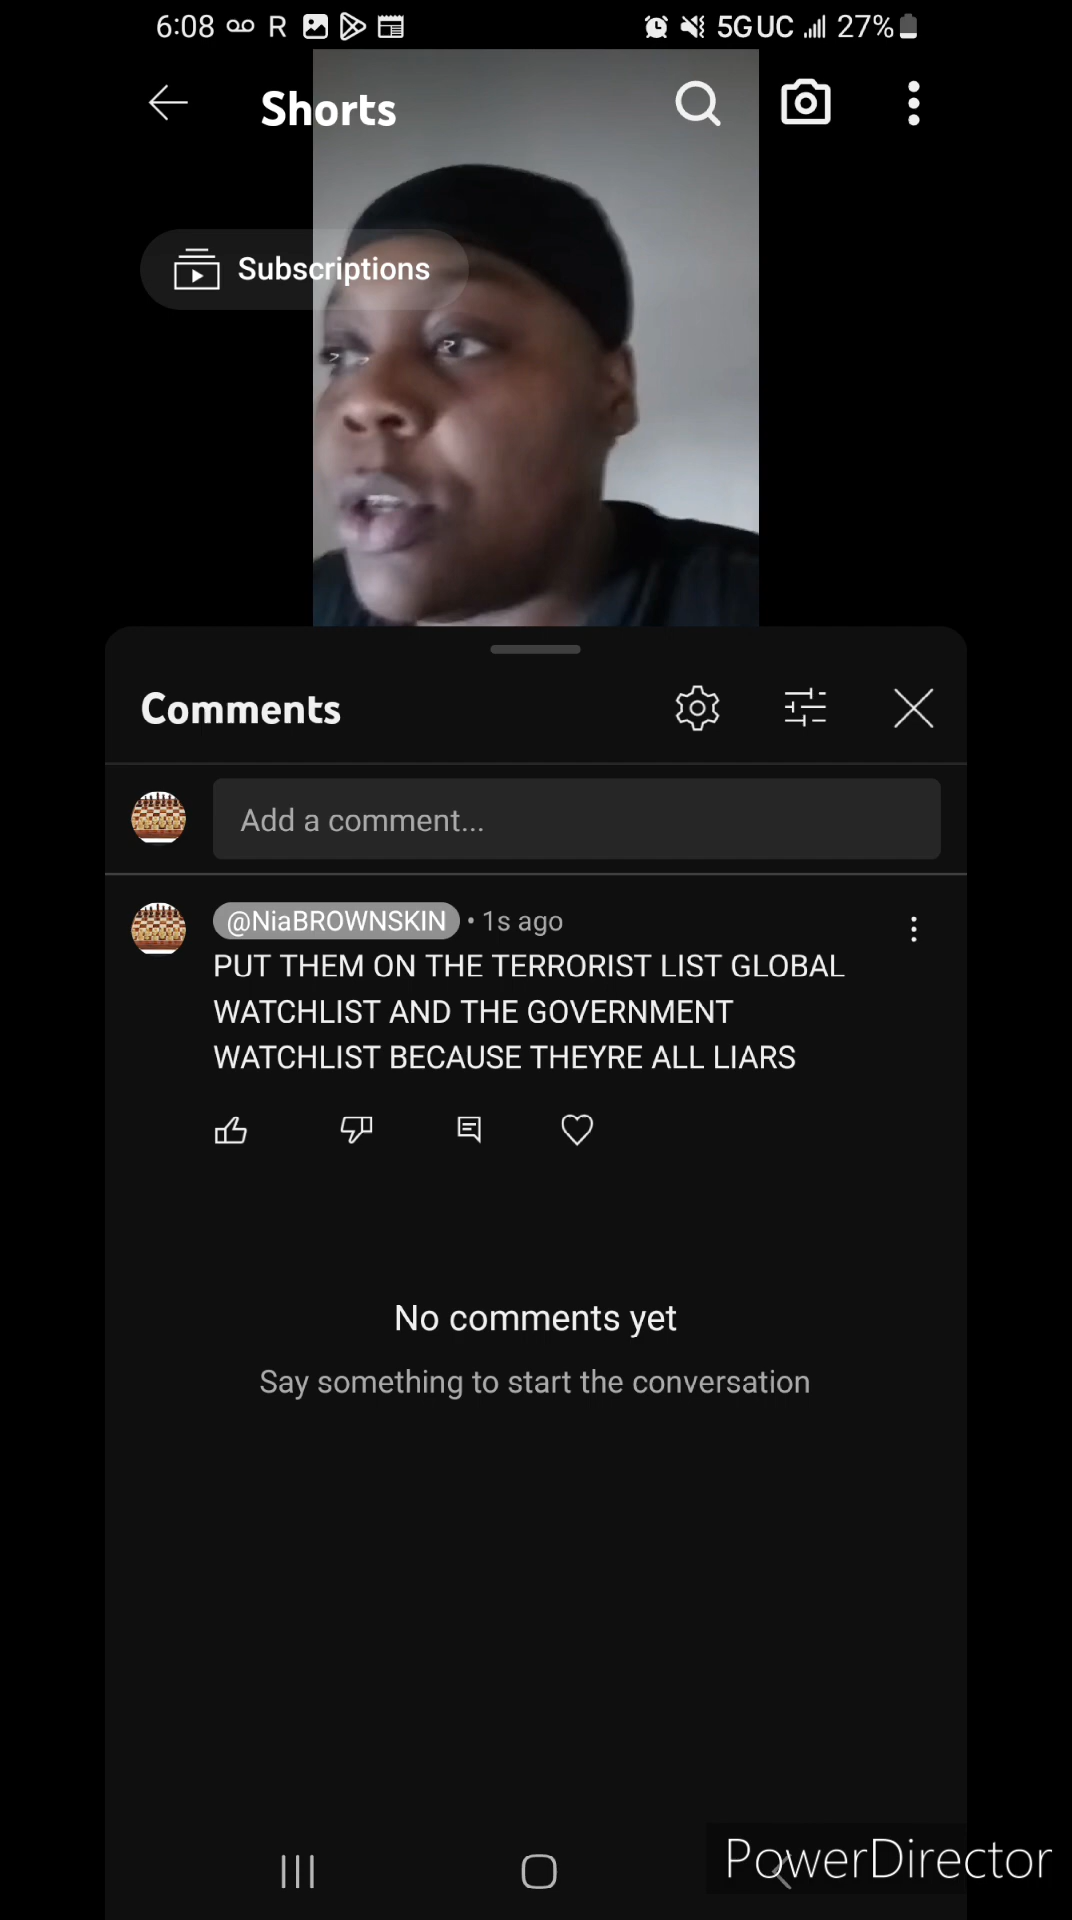 6:08 R 5G UC 27%
Shorts
Subscriptions
Comments
Add a comment...
@NiaBROWNSKIN • 1s ago
PUT THEM ON THE TERRORIST LIST GLOBAL
WATCHLIST AND THE GOVERNMENT
WATCHLIST BECAUSE THEYRE ALL LIARS
No comments yet
Say something to start the conversation
PowerDirector